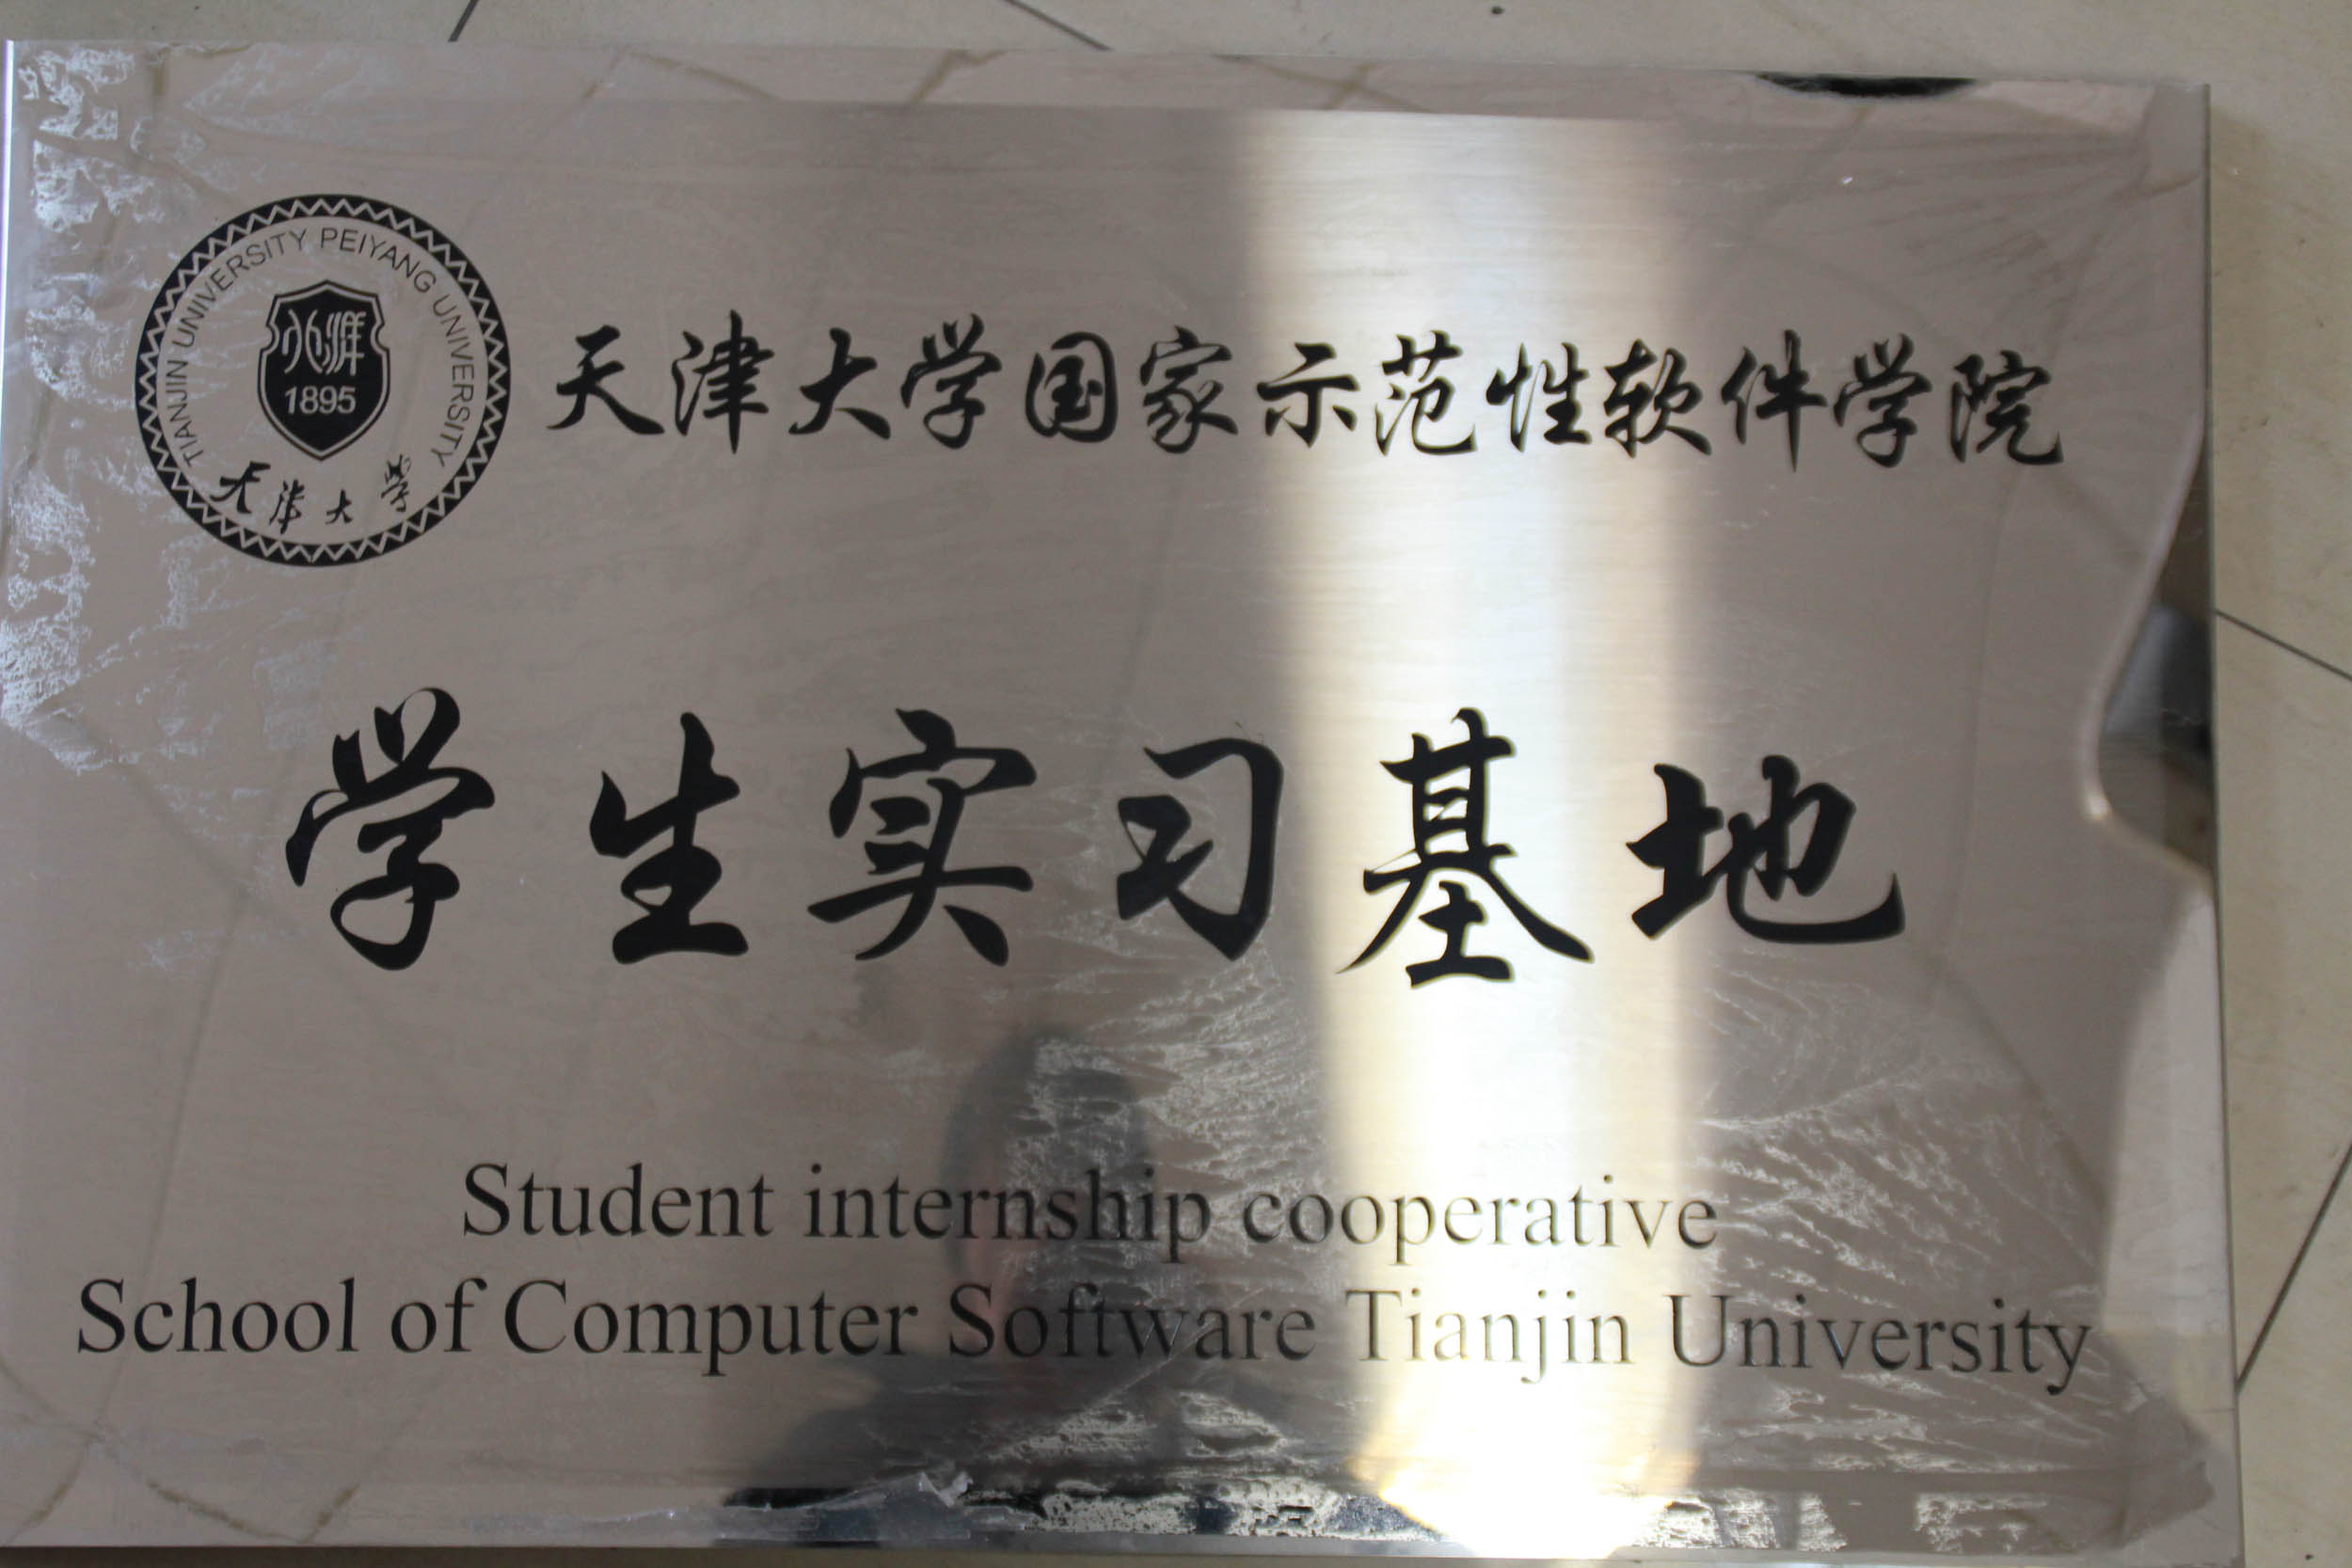 TIANJIN UNIVERSITY PEIYANG UNIVERSITY
北洋
1895
天津大学
天津大学国家示范性软件学院
学生实习基地
Student internship cooperative
School of Computer Software Tianjin University